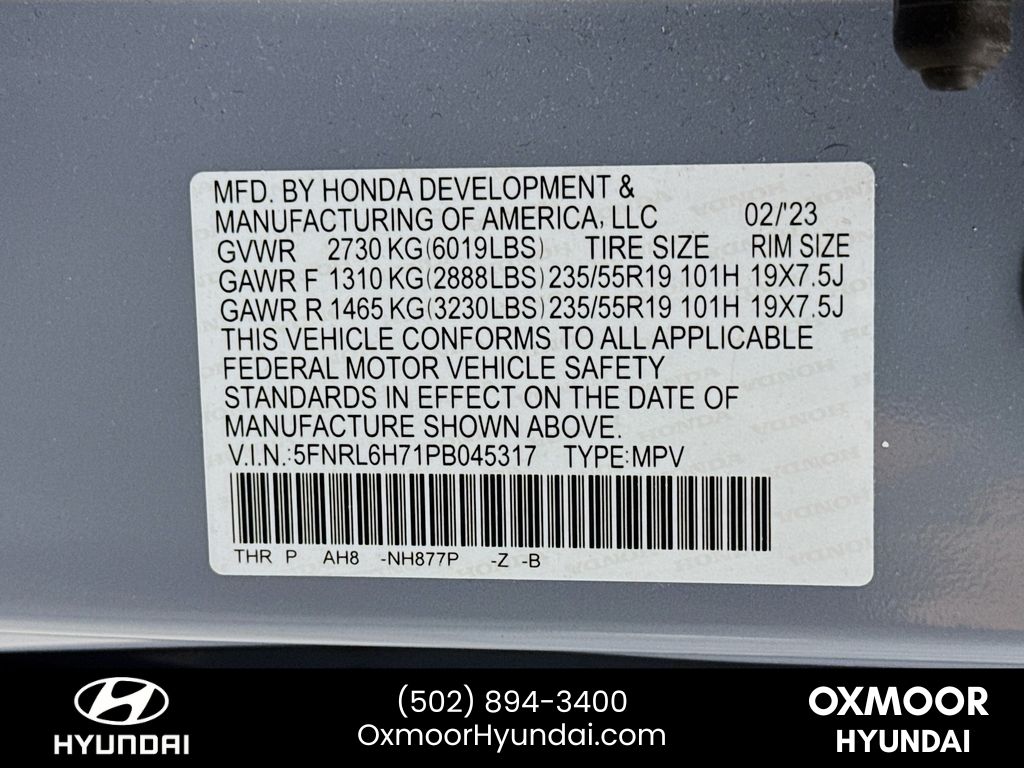 MFD. BY HONDA DEVELOPMENT &
MANUFACTURING OF AMERICA, LLC 02/'23
GVWR 2730 KG(6019LBS) TIRE SIZE RIM SIZE
GAWR F 1310 KG(2888LBS) 235/55R19 101H 19X7.5J
GAWR R 1465 KG(3230LBS) 235/55R19 101H 19X7.5J
THIS VEHICLE CONFORMS TO ALL APPLICABLE
FEDERAL MOTOR VEHICLE SAFETY
STANDARDS IN EFFECT ON THE DATE OF
MANUFACTURE SHOWN ABOVE.
V.I.N.:5FNRL6H71PB045317 TYPE:MPV
THR P AH8 -NH877P -Z -B
HYUNDAI
(502) 894-3400
OxmoorHyundai.com
OXMOOR
HYUNDAI